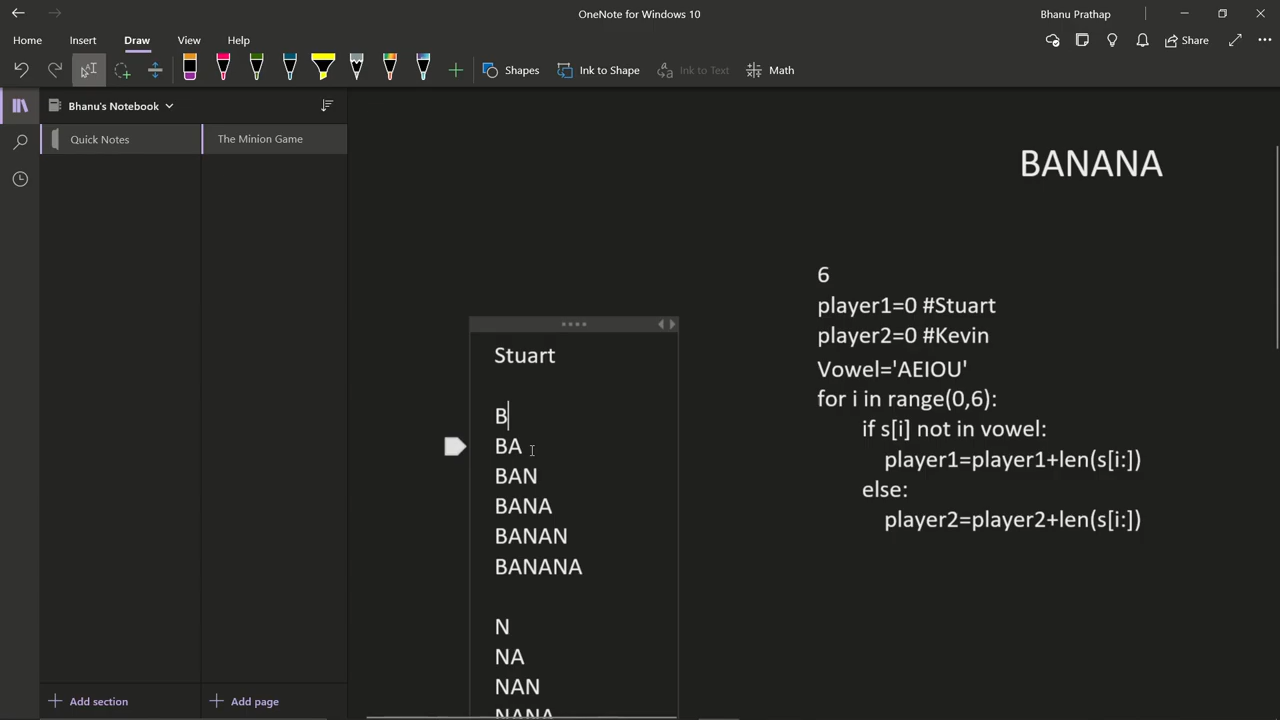 OneNote for Windows 10
Bhanu Prathap
Home Insert Draw View Help
Share
Shapes Ink to Shape Ink to Text Math
Bhanu's Notebook
Quick Notes
The Minion Game
BANANA
Stuart
B
BA
BAN
BANA
BANAN
BANANA
N
NA
NAN
NANA
6
player1=0 #Stuart
player2=0 #Kevin
Vowel='AEIOU'
for i in range(0,6):
if s[i] not in vowel:
player1=player1+len(s[i:])
else:
player2=player2+len(s[i:])
Add section
Add page